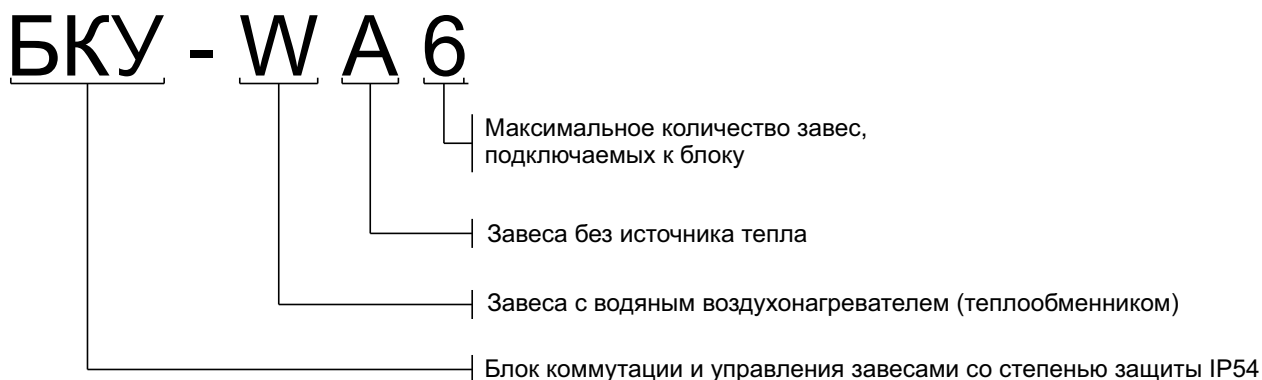 БКУ - W A 6
Максимальное количество завес,
подключаемых к блоку
Завеса без источника тепла
Завеса с водяным воздухонагревателем (теплообменником)
Блок коммутации и управления завесами со степенью защиты IP54